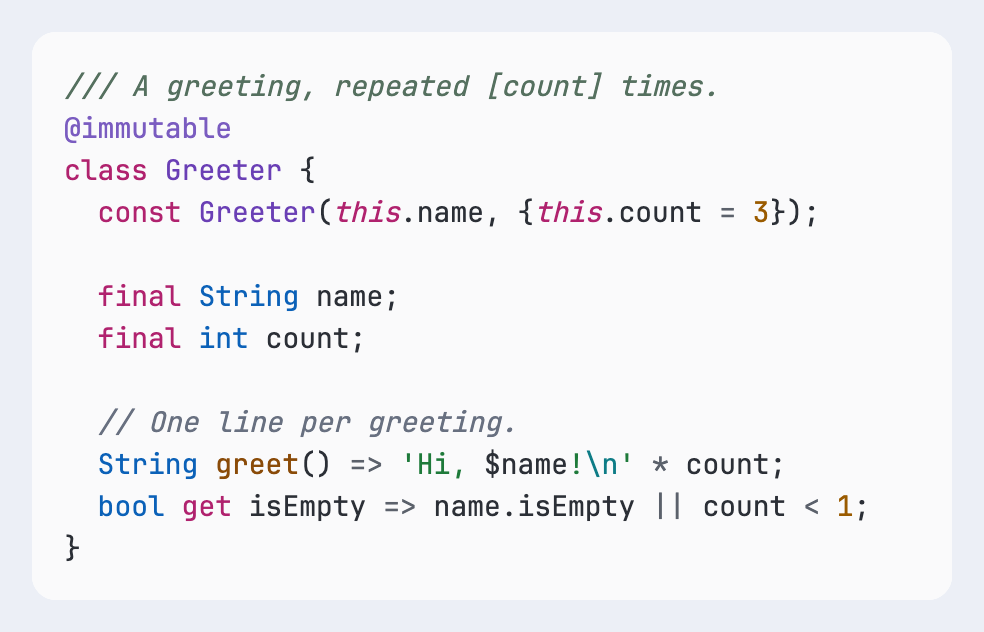 /// A greeting, repeated [count] times.
@immutable
class Greeter {
  const Greeter(this.name, {this.count = 3});

  final String name;
  final int count;

  // One line per greeting.
  String greet() => 'Hi, $name!\n' * count;
  bool get isEmpty => name.isEmpty || count < 1;
}